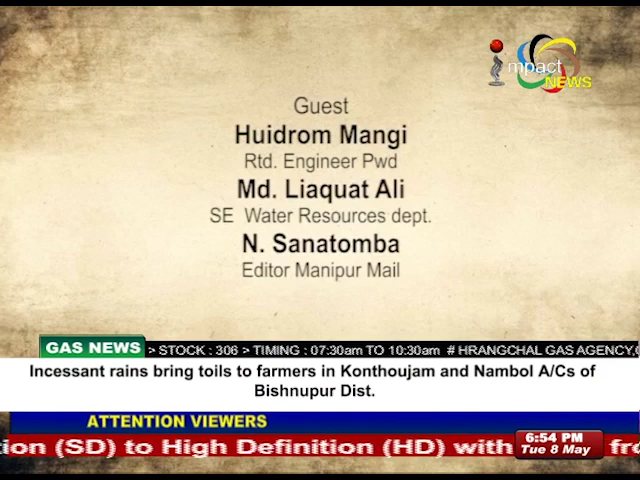 impact
NEWS
Guest
Huidrom Mangi
Rtd. Engineer Pwd
Md. Liaquat Ali
SE Water Resources dept.
N. Sanatomba
Editor Manipur Mail
GAS NEWS
> STOCK : 306 > TIMING : 07:30am TO 10:30am # HRANGCHAL GAS AGENCY,
Incessant rains bring toils to farmers in Konthoujam and Nambol A/Cs of
Bishnupur Dist.
ATTENTION VIEWERS
tion (SD) to High Definition (HD) with
6:54 PM
Tue 8 May
fro